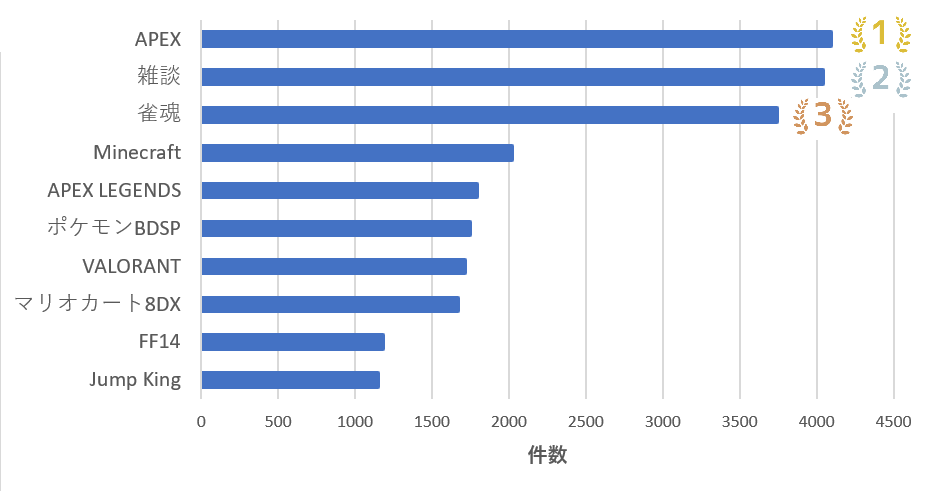 APEX
1
雑談
2
雀魂
3
Minecraft
APEX LEGENDS
ポケモンBDSP
VALORANT
マリオカート8DX
FF14
Jump King
0 500 1000 1500 2000 2500 3000 3500 4000 4500
件数